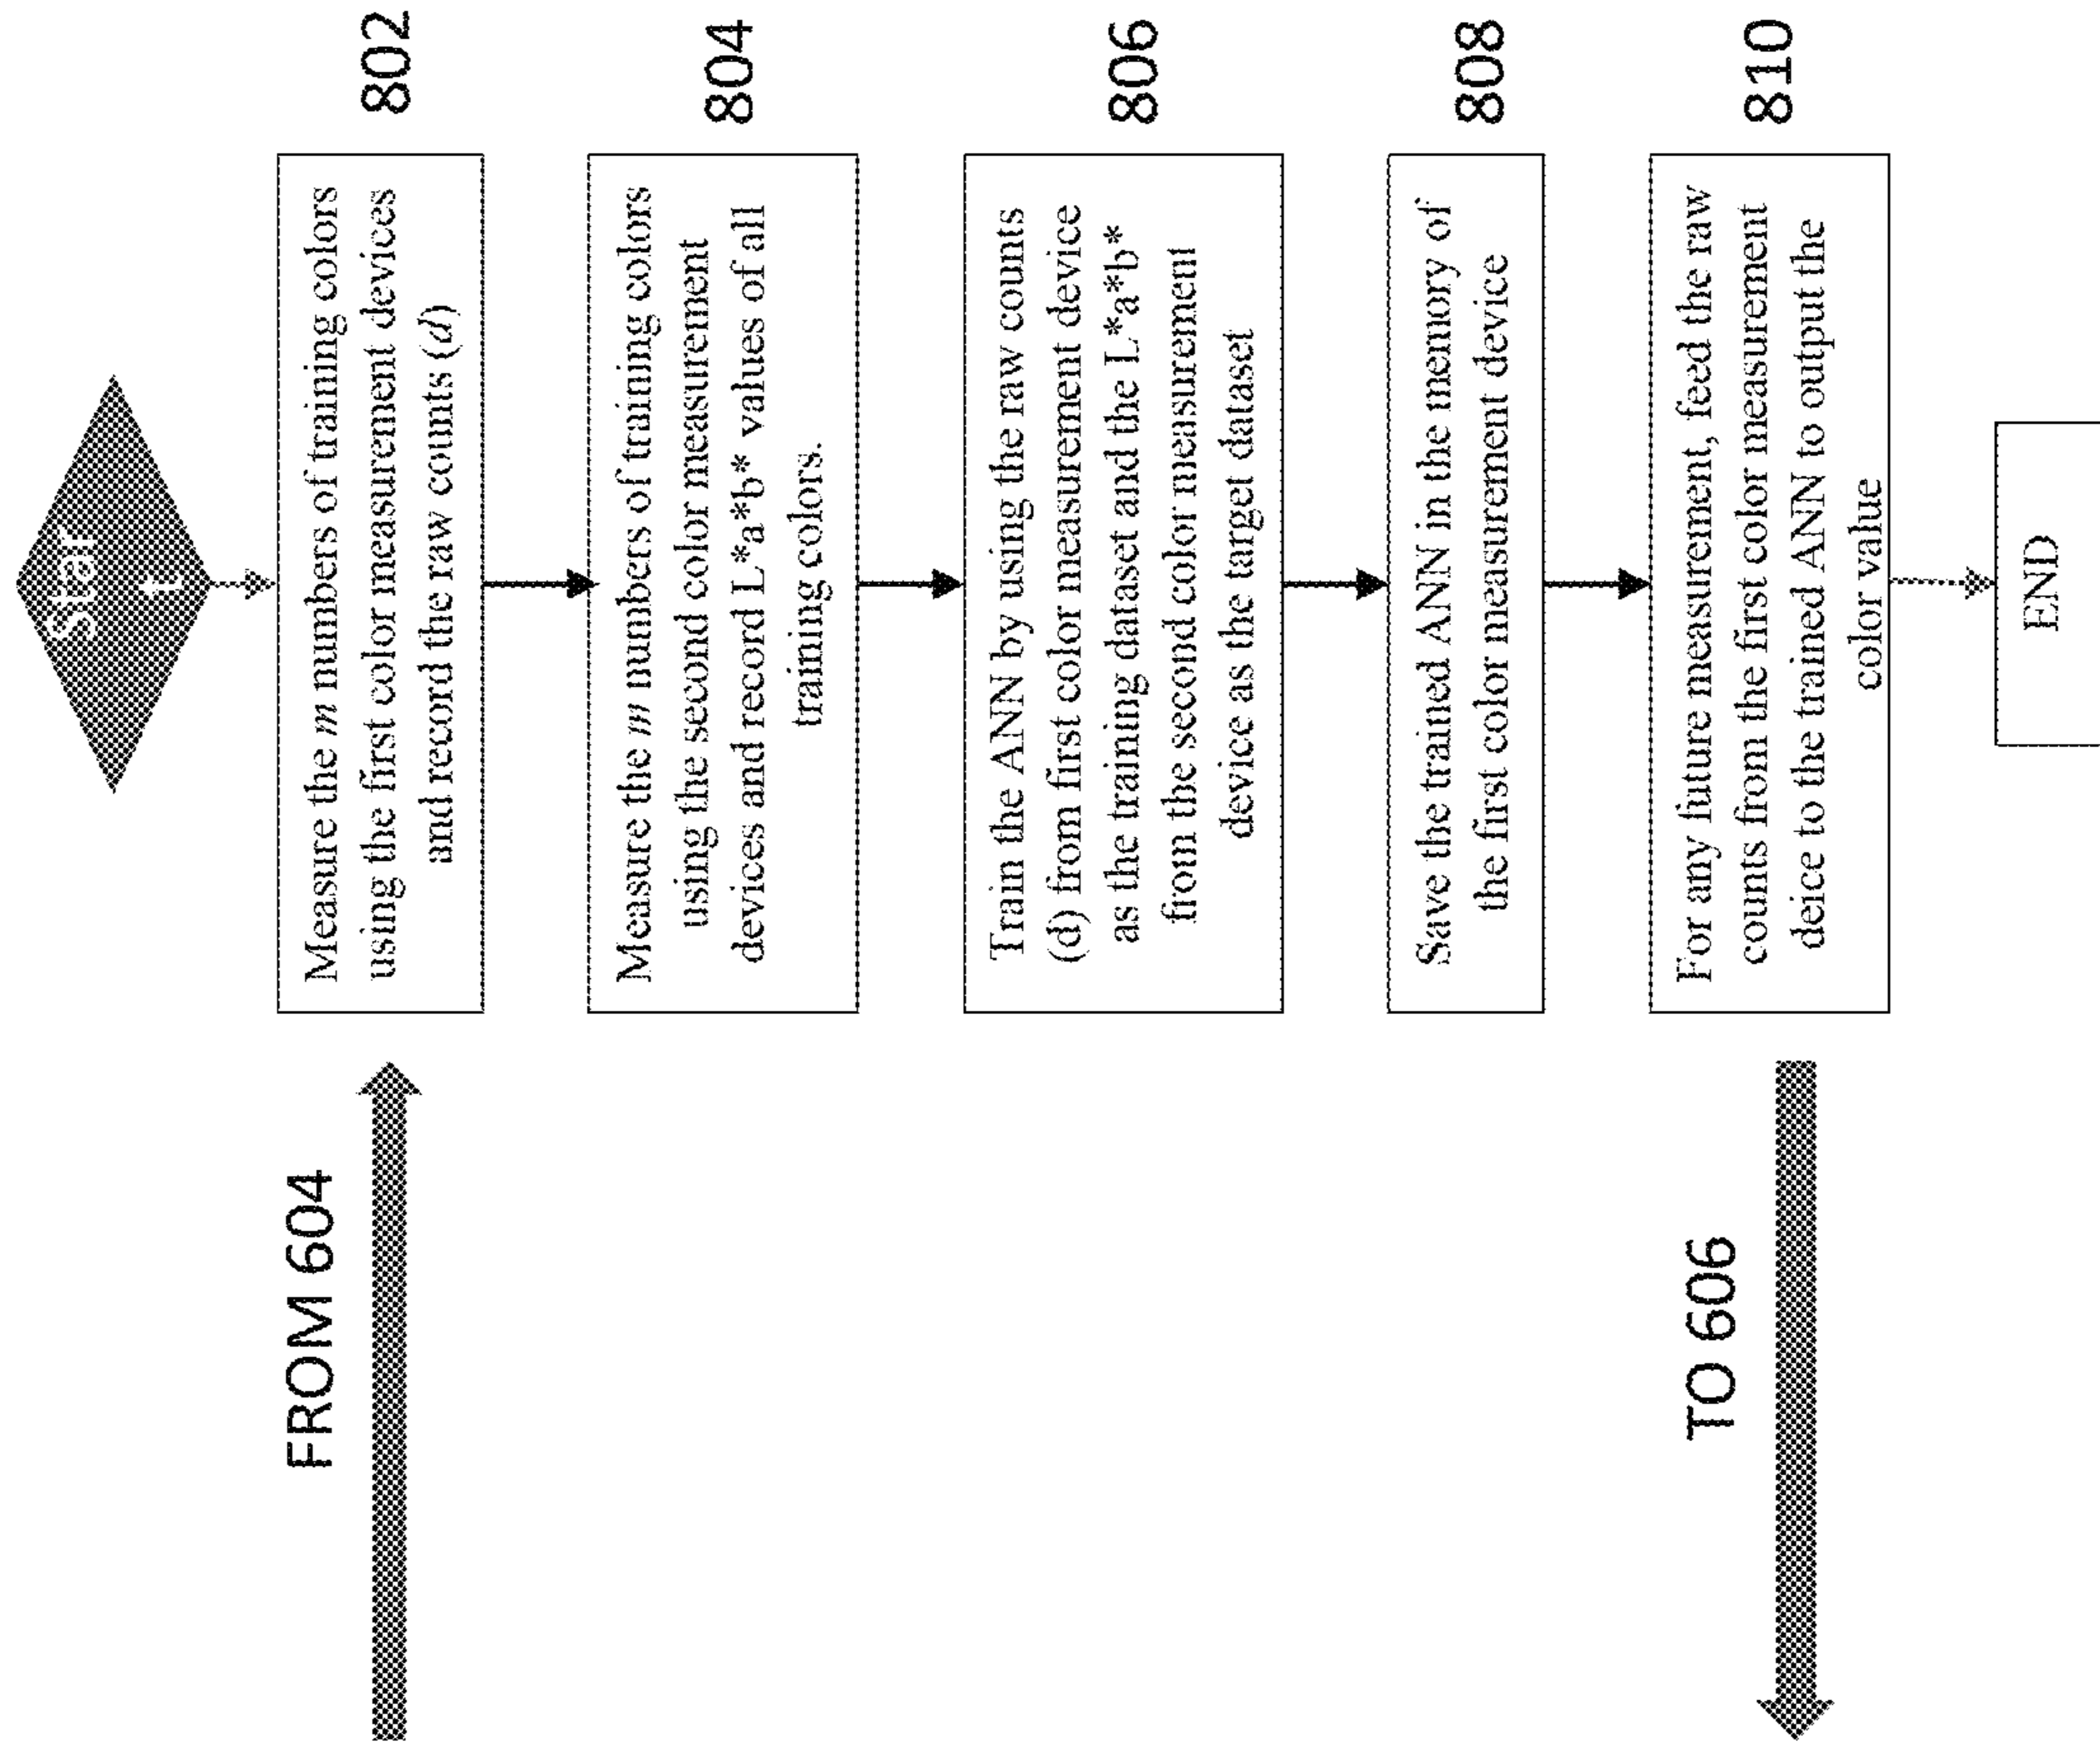 Star
t
Measure the m numbers of training colors
using the first color measurement devices
and record the raw counts (d)
802
Measure the m numbers of training colors
using the second color measurement
devices and record L*a*b* values of all
training colors.
804
Train the ANN by using the raw counts
(d) from first color measurement device
as the training dataset and the L*a*b*
from the second color measurement
device as the target dataset
806
Save the trained ANN in the memory of
the first color measurement device
808
For any future measurement, feed the raw
counts from the first color measurement
deice to the trained ANN to output the
color value
810
END
FROM 604
TO 606